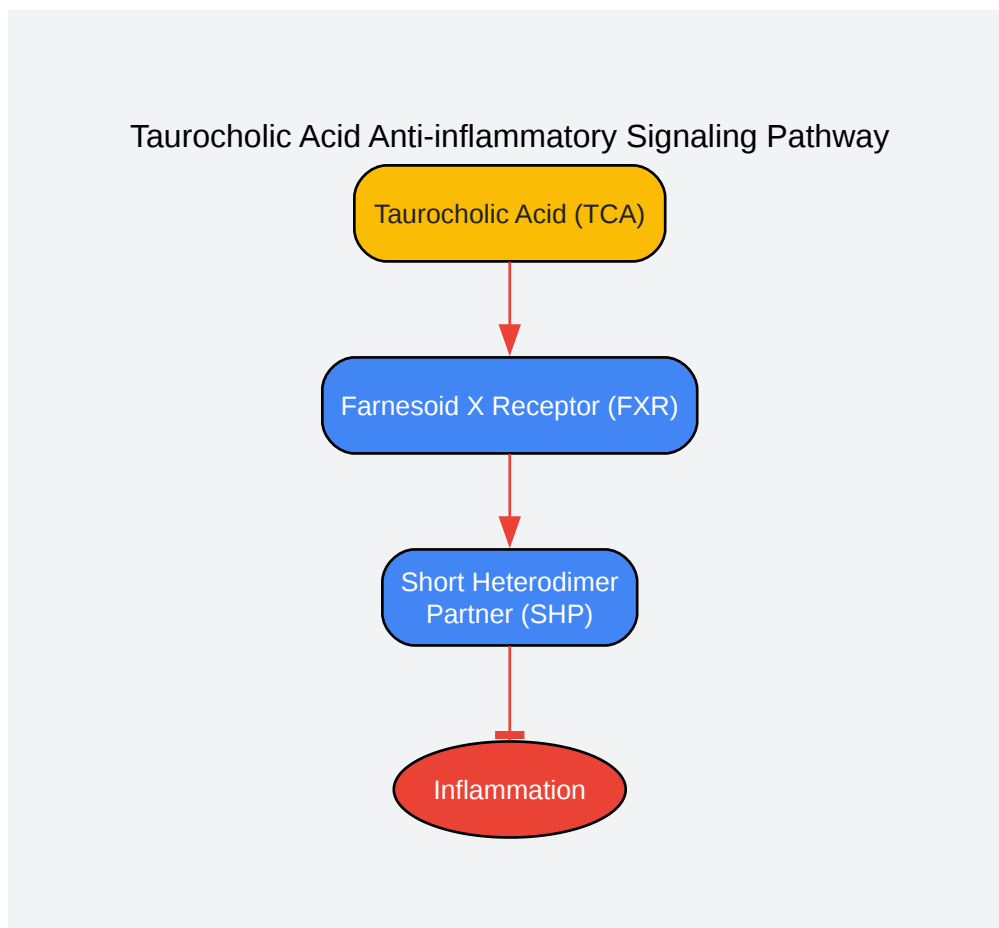 Taurocholic Acid Anti-inflammatory Signaling Pathway
Taurocholic Acid (TCA)
Farnesoid X Receptor (FXR)
Short Heterodimer
Partner (SHP)
Inflammation